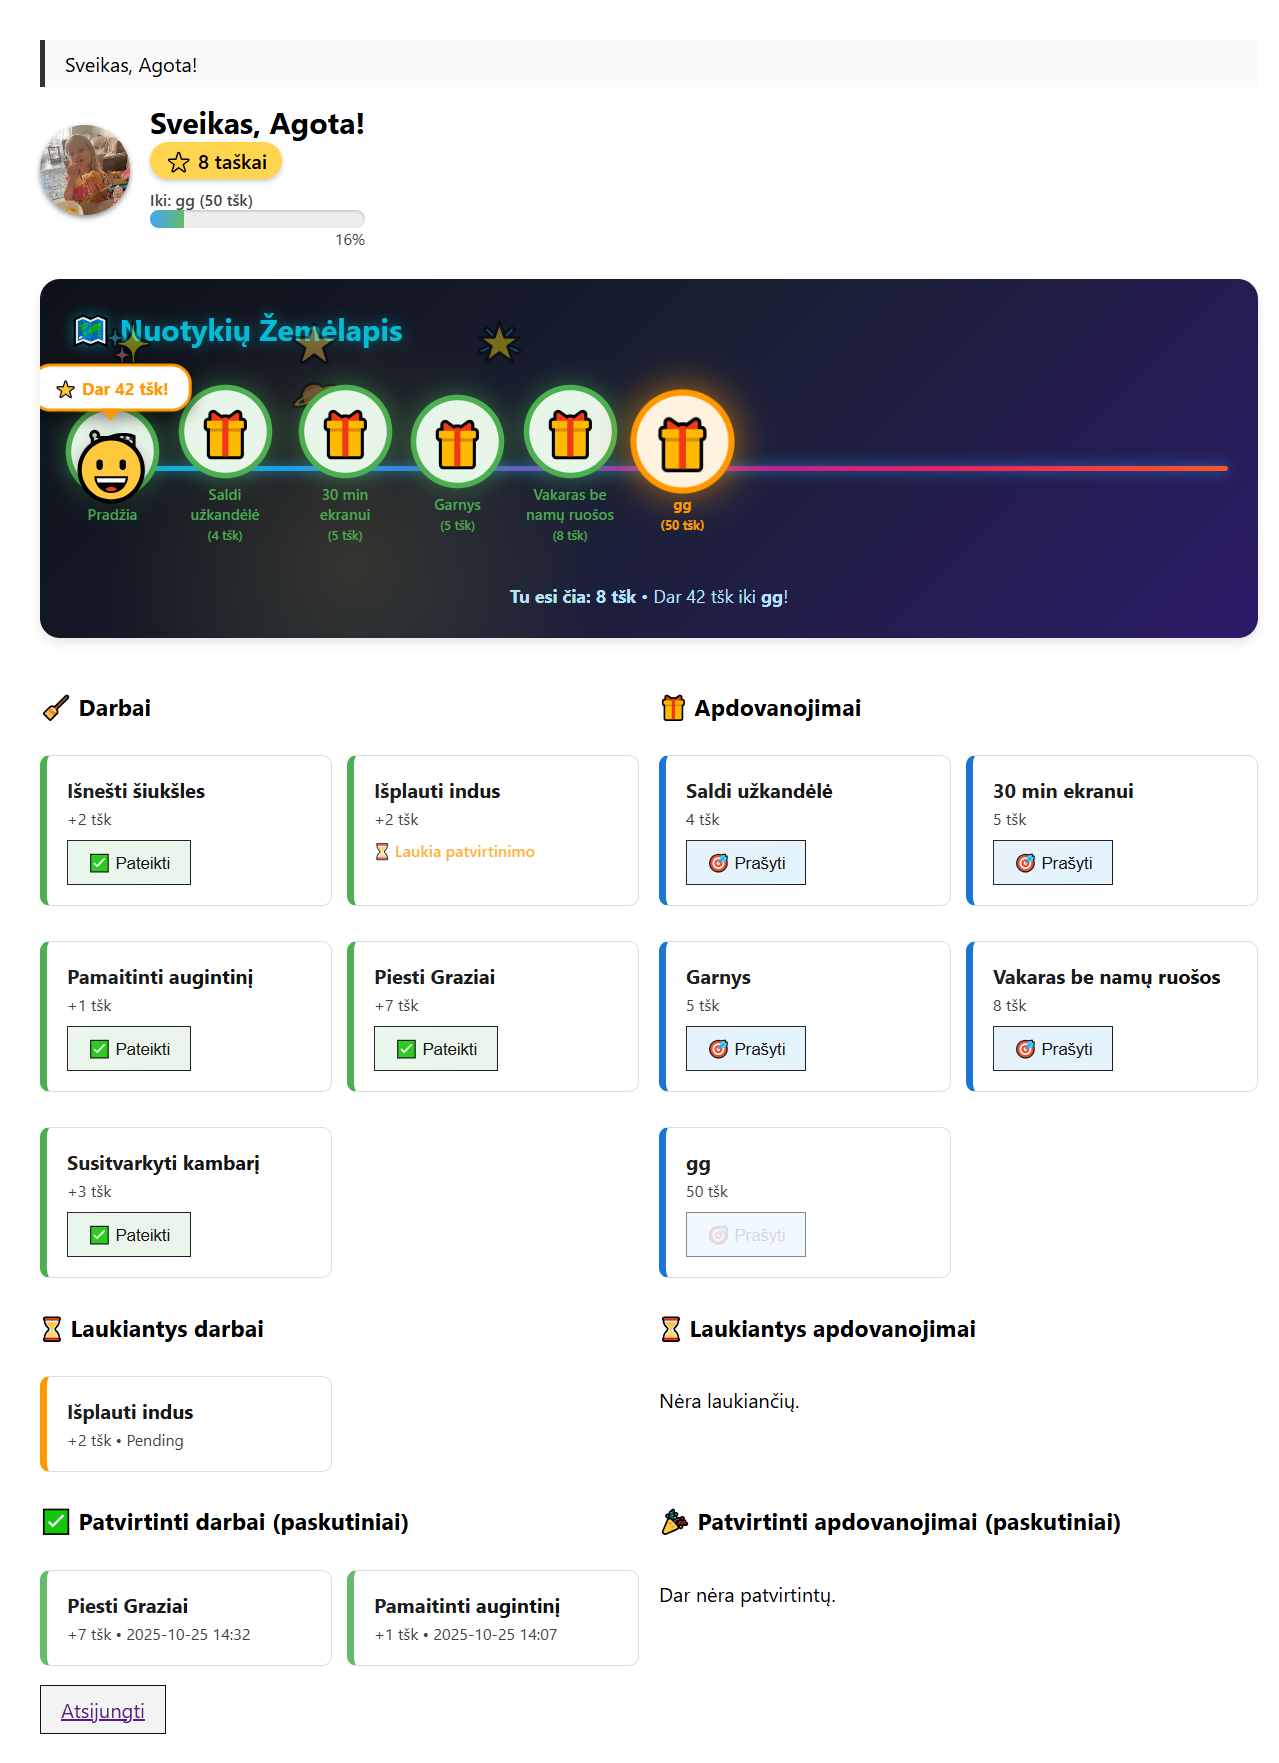 Sveikas, Agota!
Sveikas, Agota!
8 taškai
Iki: gg (50 tšk)
16%
Nuotykių Žemėlapis
Dar 42 tšk!
Pradžia
Saldi
užkandėlė
(4 tšk)
30 min
ekranui
(5 tšk)
Garnys
(5 tšk)
Vakaras be
namų ruošos
(8 tšk)
gg
(50 tšk)
Tu esi čia: 8 tšk • Dar 42 tšk iki gg!
Darbai
Išnešti šiukšles
+2 tšk
Pateikti
Išplauti indus
+2 tšk
Laukia patvirtinimo
Pamaitinti augintinį
+1 tšk
Pateikti
Piesti Graziai
+7 tšk
Pateikti
Susitvarkyti kambarį
+3 tšk
Pateikti
Apdovanojimai
Saldi užkandėlė
4 tšk
Prašyti
30 min ekranui
5 tšk
Prašyti
Garnys
5 tšk
Prašyti
Vakaras be namų ruošos
8 tšk
Prašyti
gg
50 tšk
Prašyti
Laukiantys darbai
Išplauti indus
+2 tšk • Pending
Laukiantys apdovanojimai
Nėra laukiančių.
Patvirtinti darbai (paskutiniai)
Piesti Graziai
+7 tšk • 2025-10-25 14:32
Pamaitinti augintinį
+1 tšk • 2025-10-25 14:07
Patvirtinti apdovanojimai (paskutiniai)
Dar nėra patvirtintų.
Atsijungti